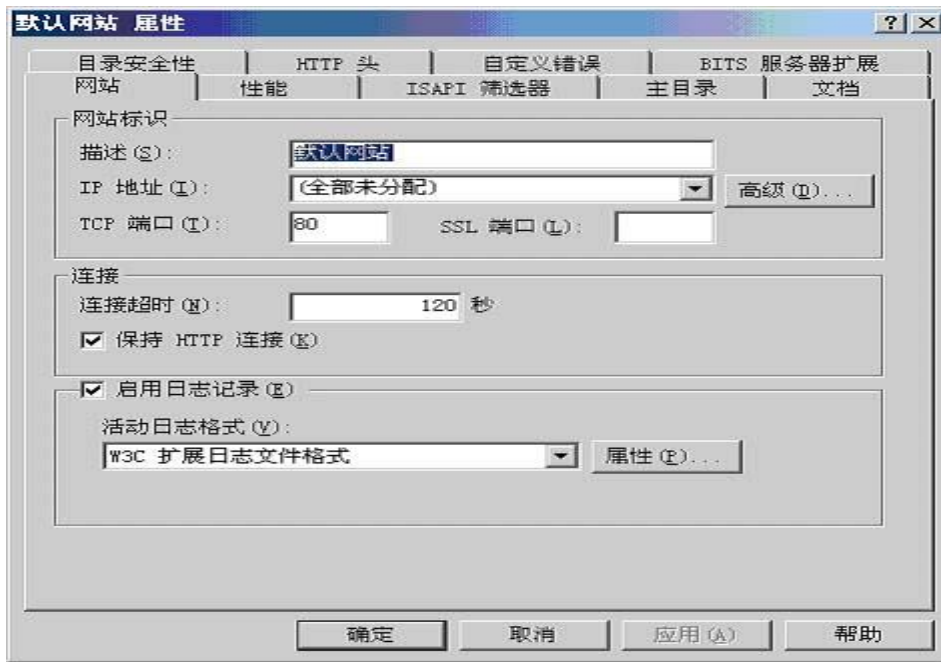 默认网站 属性
目录安全性 HTTP 头 自定义错误 BITS 服务器扩展
网站 性能 ISAPI 筛选器 主目录 文档
网站标识
描述(S): 默认网站
IP 地址(I): (全部未分配) 高级(D)...
TCP 端口(T): 80 SSL 端口(L):
连接
连接超时(N): 120 秒
保持 HTTP 连接(K)
启用日志记录(E)
活动日志格式(V):
W3C 扩展日志文件格式 属性(P)...
确定 取消 应用(A) 帮助